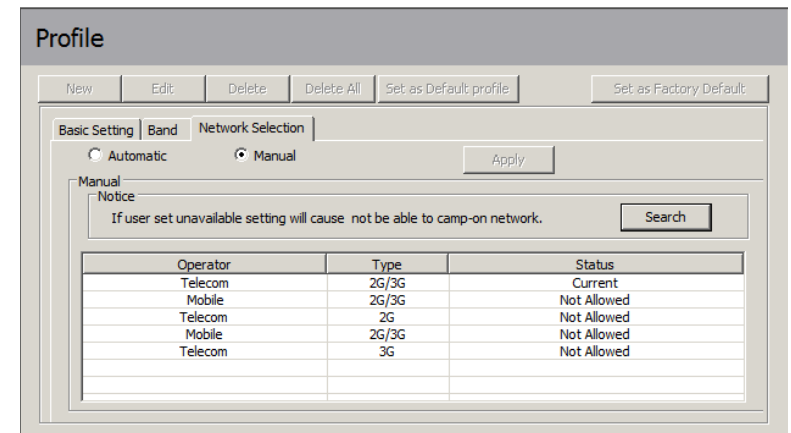 Profile
New Edit Delete Delete All Set as Default profile Set as Factory Default
Basic Setting Band Network Selection
Automatic Manual Apply
Manual
Notice
If user set unavailable setting will cause not be able to camp-on network. Search
Operator Type Status
Telecom 2G/3G Current
Mobile 2G/3G Not Allowed
Telecom 2G Not Allowed
Mobile 2G/3G Not Allowed
Telecom 3G Not Allowed